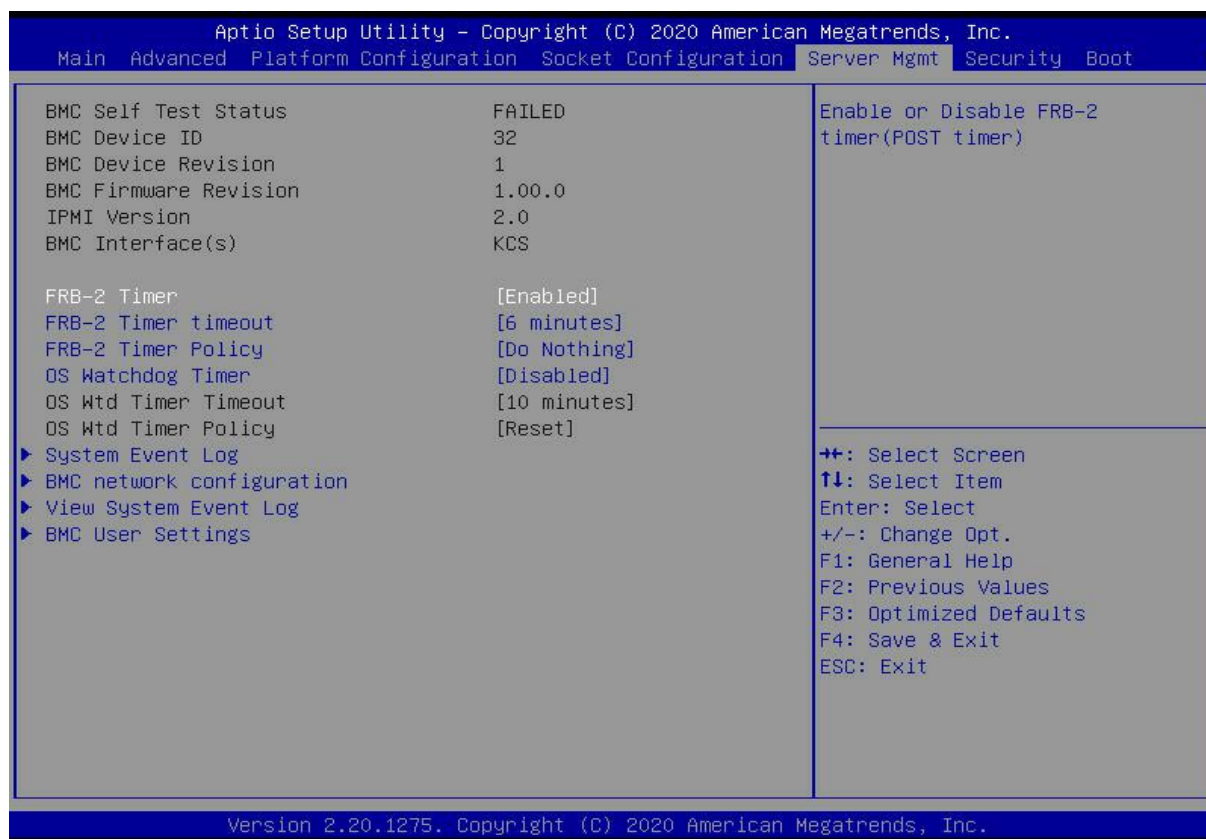 Aptio Setup Utility – Copyright (C) 2020 American Megatrends, Inc.
Main Advanced Platform Configuration Socket Configuration Server Mgmt Security Boot
BMC Self Test Status FAILED
BMC Device ID 32
BMC Device Revision 1
BMC Firmware Revision 1.00.0
IPMI Version 2.0
BMC Interface(s) KCS
FRB-2 Timer [Enabled]
FRB-2 Timer timeout [6 minutes]
FRB-2 Timer Policy [Do Nothing]
OS Watchdog Timer [Disabled]
OS Wtd Timer Timeout [10 minutes]
OS Wtd Timer Policy [Reset]
System Event Log
BMC network configuration
View System Event Log
BMC User Settings
Enable or Disable FRB-2
timer(POST timer)
→←: Select Screen
↑↓: Select Item
Enter: Select
+/-: Change Opt.
F1: General Help
F2: Previous Values
F3: Optimized Defaults
F4: Save & Exit
ESC: Exit
Version 2.20.1275. Copyright (C) 2020 American Megatrends, Inc.